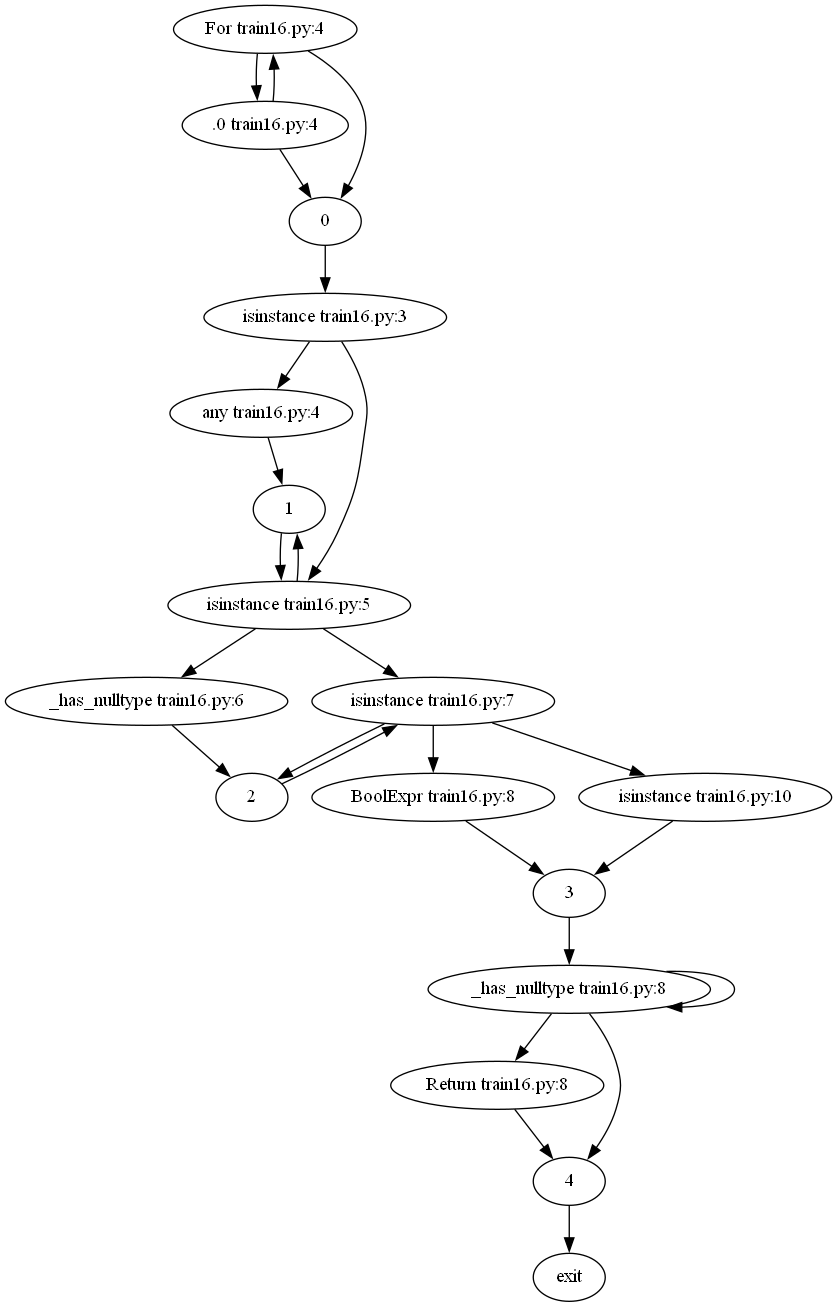 For train16.py:4
.0 train16.py:4
0
isinstance train16.py:3
any train16.py:4
1
isinstance train16.py:5
_has_nulltype train16.py:6
isinstance train16.py:7
2
BoolExpr train16.py:8
isinstance train16.py:10
3
_has_nulltype train16.py:8
Return train16.py:8
4
exit